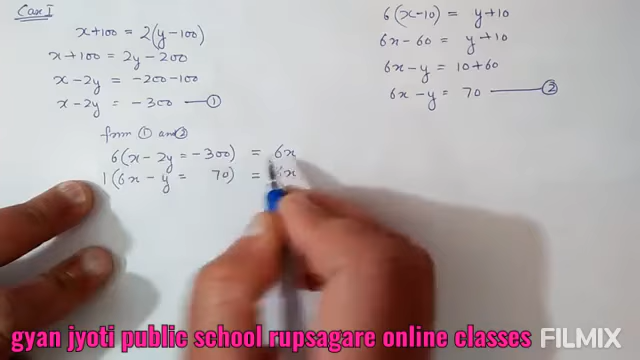 Case I
x+100 = 2(y-100)
x+100 = 2y-200
x-2y = -200-100
x-2y = -300 ——①
6(x-10) = y+10
6x-60 = y+10
6x-y = 10+60
6x-y = 70 ——②
from ① and ②
6(x-2y = -300) = 6x
1(6x-y = 70) = 6x
gyan jyoti public school rupsagare online classes
FILMIX